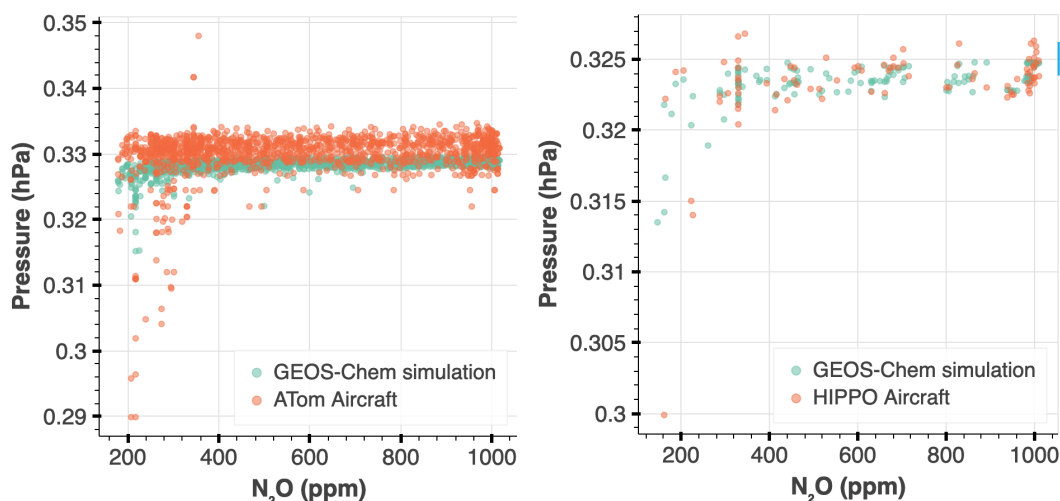 0.35
0.34
0.33
0.32
0.31
0.3
0.29
Pressure (hPa)
200 400 600 800 1000
N₂O (ppm)
GEOS-Chem simulation
ATom Aircraft
0.325
0.32
0.315
0.31
0.305
0.3
Pressure (hPa)
200 400 600 800 1000
N₂O (ppm)
GEOS-Chem simulation
HIPPO Aircraft